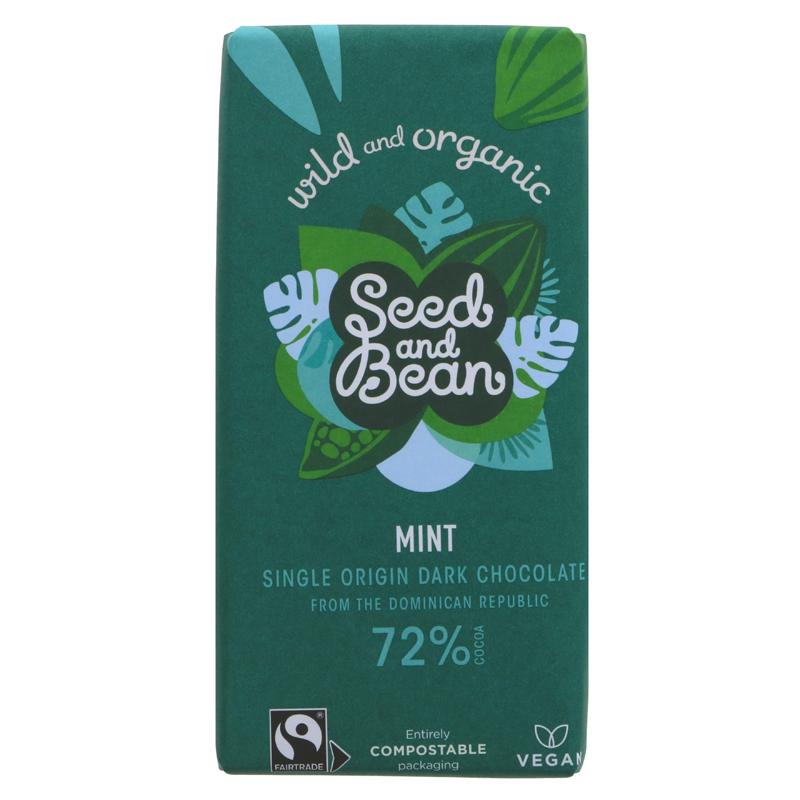 wild and organic
Seed
and
Bean
MINT
SINGLE ORIGIN DARK CHOCOLATE
FROM THE DOMINICAN REPUBLIC
72% COCOA
FAIRTRADE
Entirely
COMPOSTABLE
packaging
VEGAN